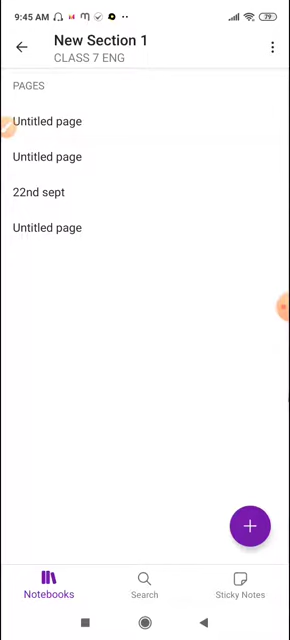 9:45 AM
79
New Section 1
CLASS 7 ENG
PAGES
Untitled page
Untitled page
22nd sept
Untitled page
Notebooks
Search
Sticky Notes